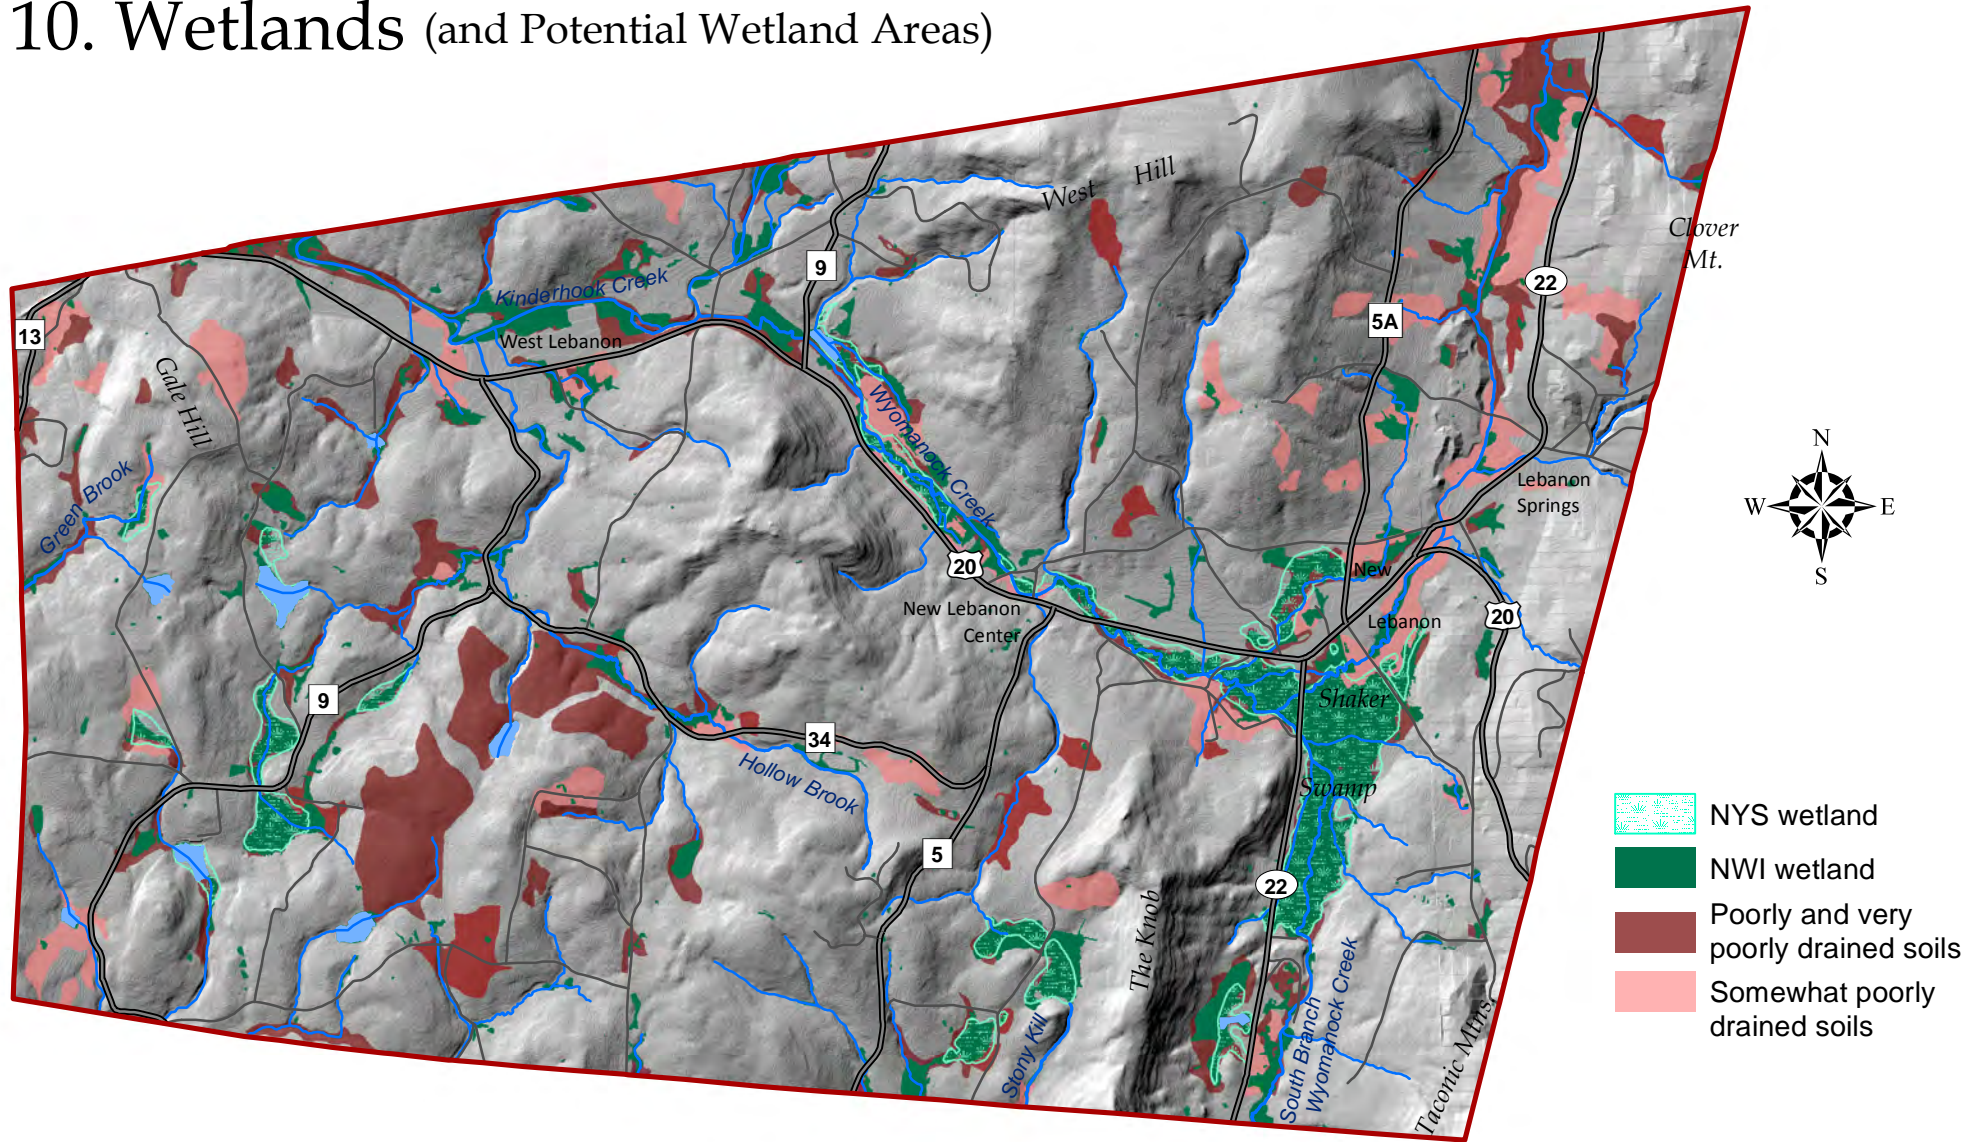 10. Wetlands (and Potential Wetland Areas)
West Hill
Clover
Mt.
9
22
13
Kinderhook Creek
5A
West Lebanon
Gale Hill
Wyomanock Creek
Green Brook
Lebanon
Springs
N
W E
S
20
New
New Lebanon
Center
Lebanon
20
9
Shaker
34
Hollow Brook
Swamp
5
22
The Knob
Stony Kill
South Branch
Wyomanock Creek
Taconic Mtns.
NYS wetland
NWI wetland
Poorly and very
poorly drained soils
Somewhat poorly
drained soils